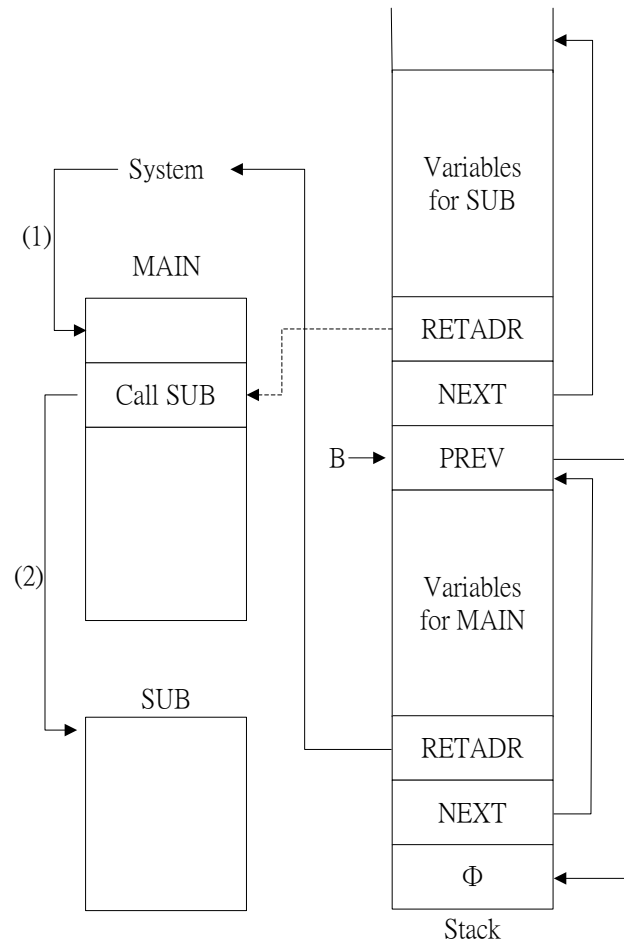 System
(1)
MAIN
Call SUB
(2)
SUB
Variables
for SUB
RETADR
NEXT
B
PREV
Variables
for MAIN
RETADR
NEXT
Φ
Stack